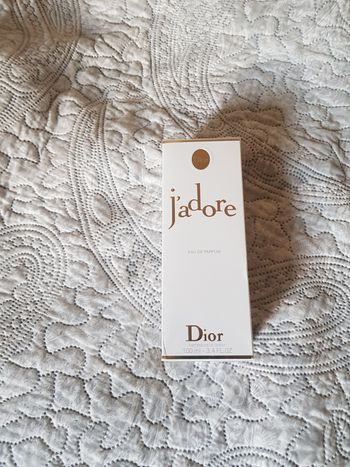 j'adore
EAU DE PARFUM
Dior
100 ml - 3.4 FL.OZ